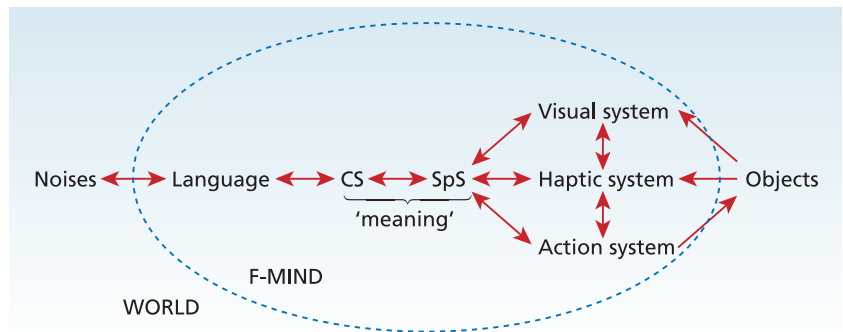 Visual system
Noises Language CS SpS Haptic system Objects
'meaning'
Action system
F-MIND
WORLD